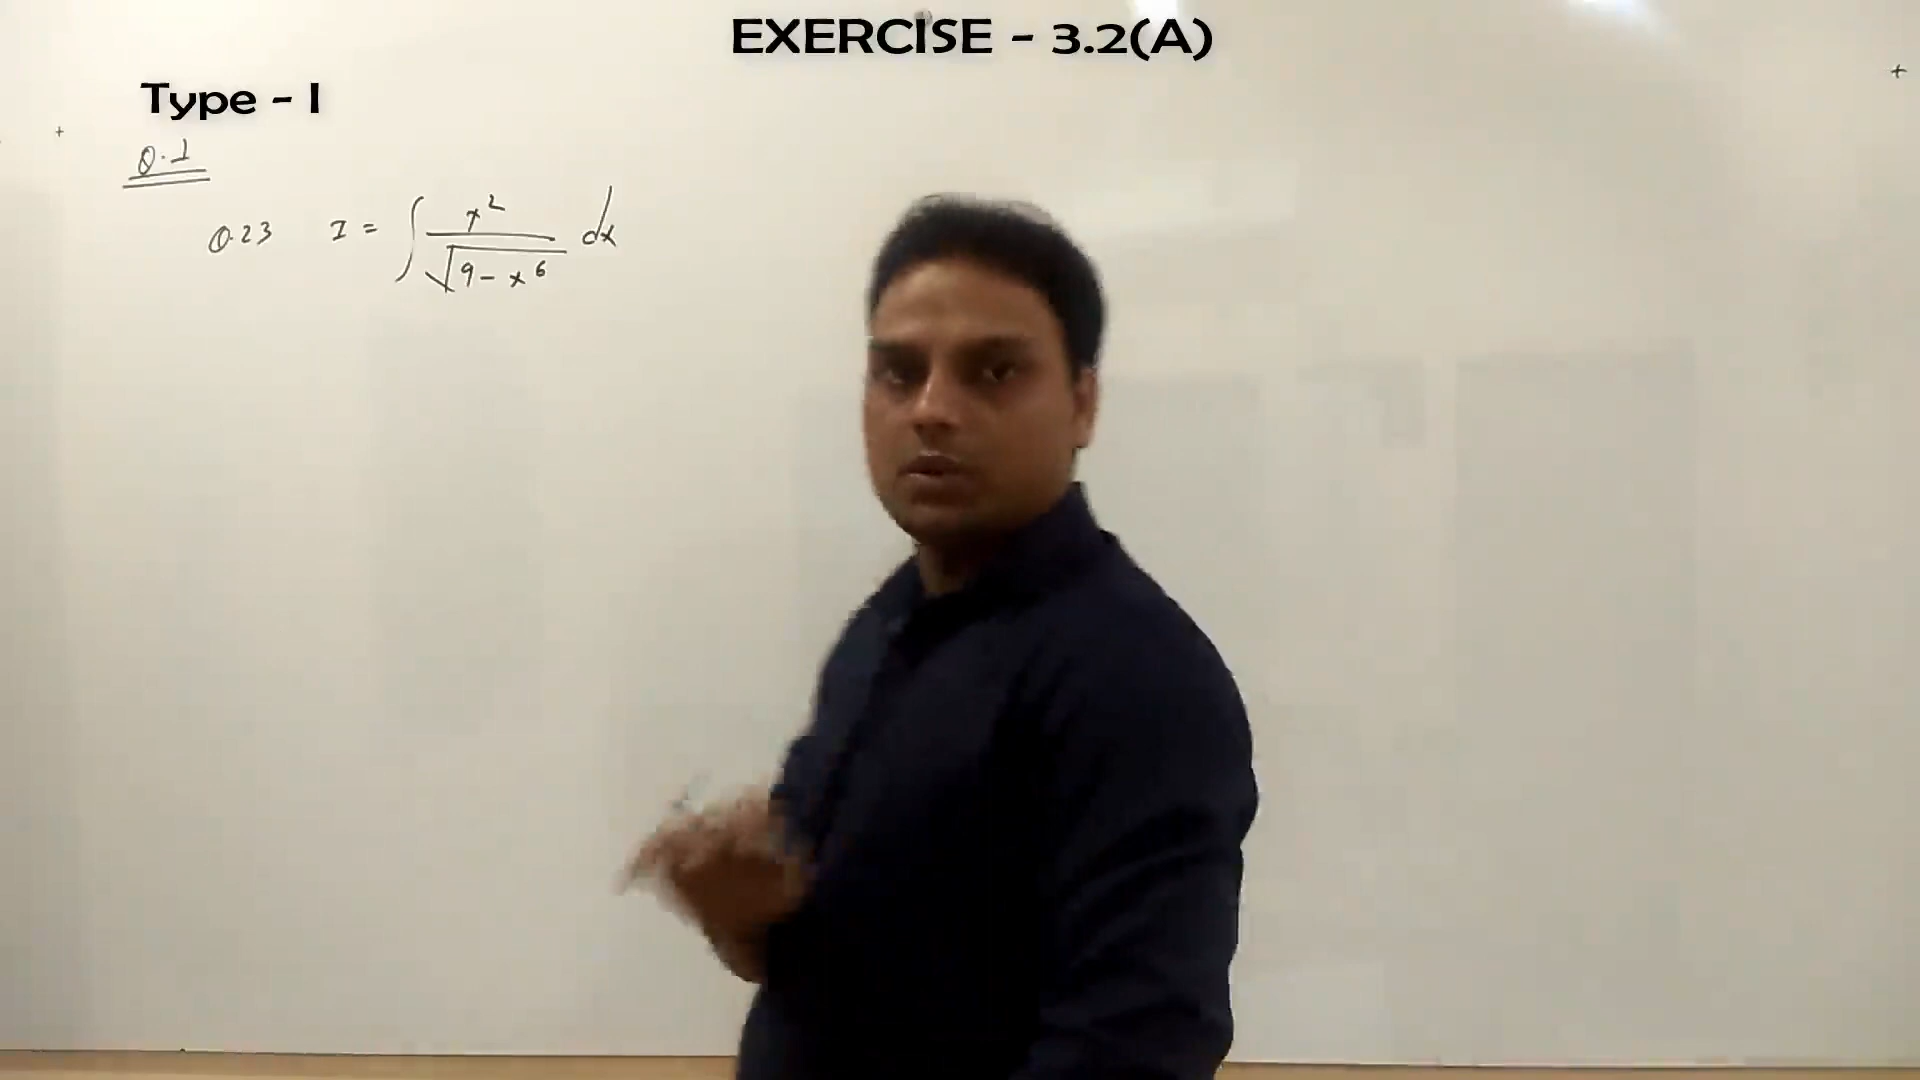 EXERCISE - 3.2(A)
Type - I
Q.1
Q.23 I = ∫ x² / √(9 - x⁶) dx